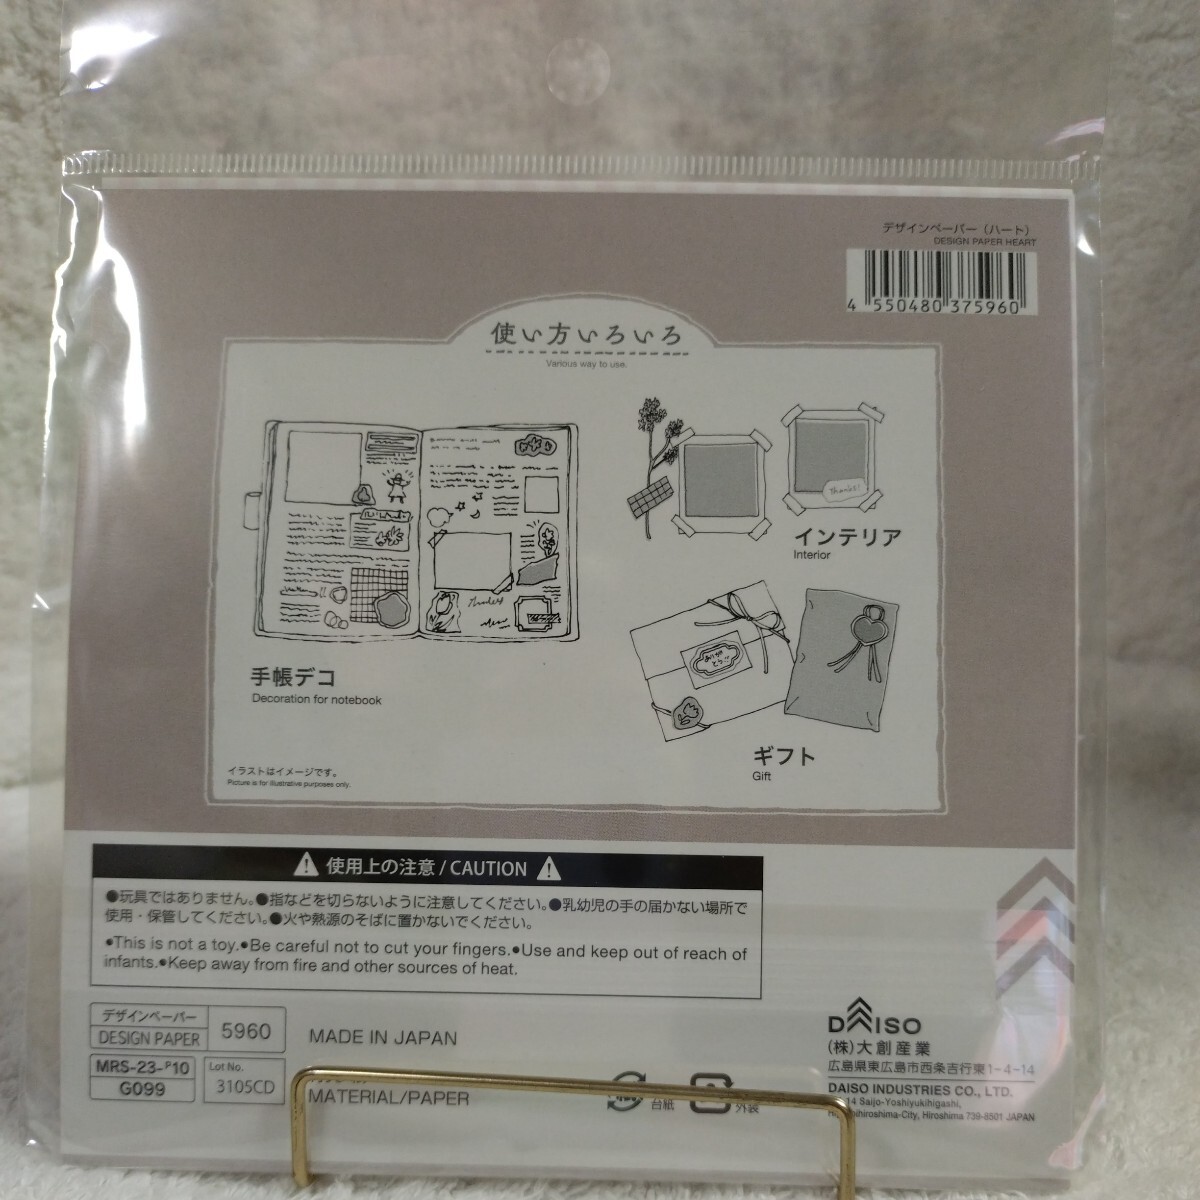 デザインペーパー（ハート）
DESIGN PAPER HEART
4 550480 375960
使い方いろいろ
Various way to use.
Thanks!
インテリア
Interior
手帳デコ
Decoration for notebook
ギフト
Gift
イラストはイメージです。
Picture is for illustrative purposes only.
使用上の注意 / CAUTION
●玩具ではありません。●指などを切らないように注意してください。●乳幼児の手の届かない場所で
使用・保管してください。●火や熱源のそばに置かないでください。
●This is not a toy.●Be careful not to cut your fingers.●Use and keep out of reach of
infants.●Keep away from fire and other sources of heat.
デザインペーパー
DESIGN PAPER
5960
MADE IN JAPAN
MRS-23-P10
G099
Lot No.
3105CD
MATERIAL/PAPER
台紙
外装
DAISO
(株)大創産業
広島県東広島市西条吉行東1-4-14
DAISO INDUSTRIES CO., LTD.
14 Saijo-Yoshiyukihigashi,
Hiroshima 739-8501 JAPAN